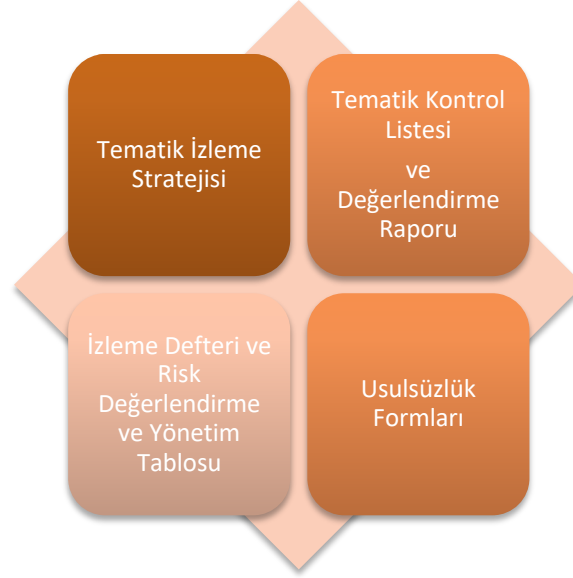 Tematik İzleme
Stratejisi
Tematik Kontrol
Listesi
ve
Değerlendirme
Raporu
İzleme Defteri ve
Risk
Değerlendirme
ve Yönetim
Tablosu
Usulsüzlük
Formları